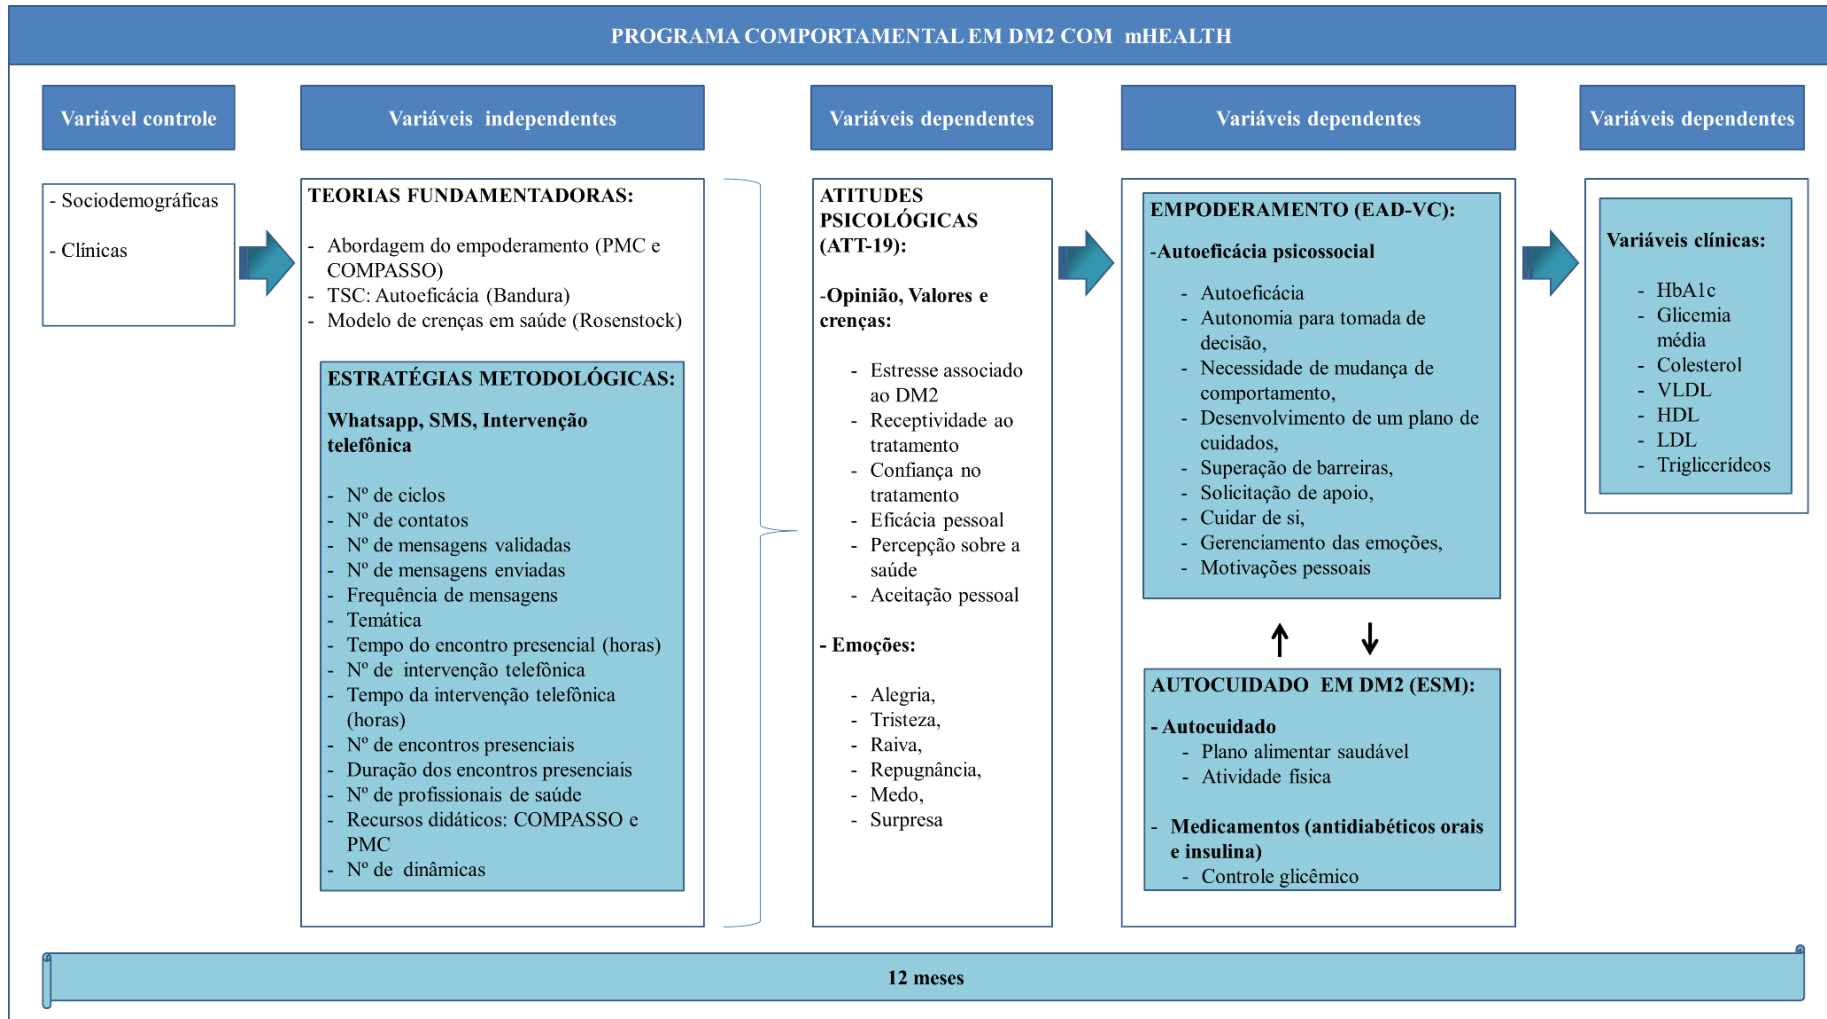 PROGRAMA COMPORTAMENTAL EM DM2 COM mHEALTH
Variável controle
- Sociodemográficas
- Clínicas
Variáveis independentes
TEORIAS FUNDAMENTADORAS:
- Abordagem do empoderamento (PMC e
COMPASSO)
- TSC: Autoeficácia (Bandura)
- Modelo de crenças em saúde (Rosenstock)
ESTRATÉGIAS METODOLÓGICAS:
Whatsapp, SMS, Intervenção
telefônica
- Nº de ciclos
- Nº de contatos
- Nº de mensagens validadas
- Nº de mensagens enviadas
- Frequência de mensagens
- Temática
- Tempo do encontro presencial (horas)
- Nº de intervenção telefônica
- Tempo da intervenção telefônica
(horas)
- Nº de encontros presenciais
- Duração dos encontros presenciais
- Nº de profissionais de saúde
- Recursos didáticos: COMPASSO e
PMC
- Nº de dinâmicas
Variáveis dependentes
ATITUDES
PSICOLÓGICAS
(ATT-19):
-Opinião, Valores e
crenças:
- Estresse associado
ao DM2
- Receptividade ao
tratamento
- Confiança no
tratamento
- Eficácia pessoal
- Percepção sobre a
saúde
- Aceitação pessoal
- Emoções:
- Alegria,
- Tristeza,
- Raiva,
- Repugnância,
- Medo,
- Surpresa
Variáveis dependentes
EMPODERAMENTO (EAD-VC):
-Autoeficácia psicossocial
- Autoeficácia
- Autonomia para tomada de
decisão,
- Necessidade de mudança de
comportamento,
- Desenvolvimento de um plano de
cuidados,
- Superação de barreiras,
- Solicitação de apoio,
- Cuidar de si,
- Gerenciamento das emoções,
- Motivações pessoais
AUTOCUIDADO EM DM2 (ESM):
- Autocuidado
- Plano alimentar saudável
- Atividade física
- Medicamentos (antidiabéticos orais
e insulina)
- Controle glicêmico
Variáveis dependentes
Variáveis clínicas:
- HbA1c
- Glicemia
média
- Colesterol
- VLDL
- HDL
- LDL
- Triglicerídeos
12 meses